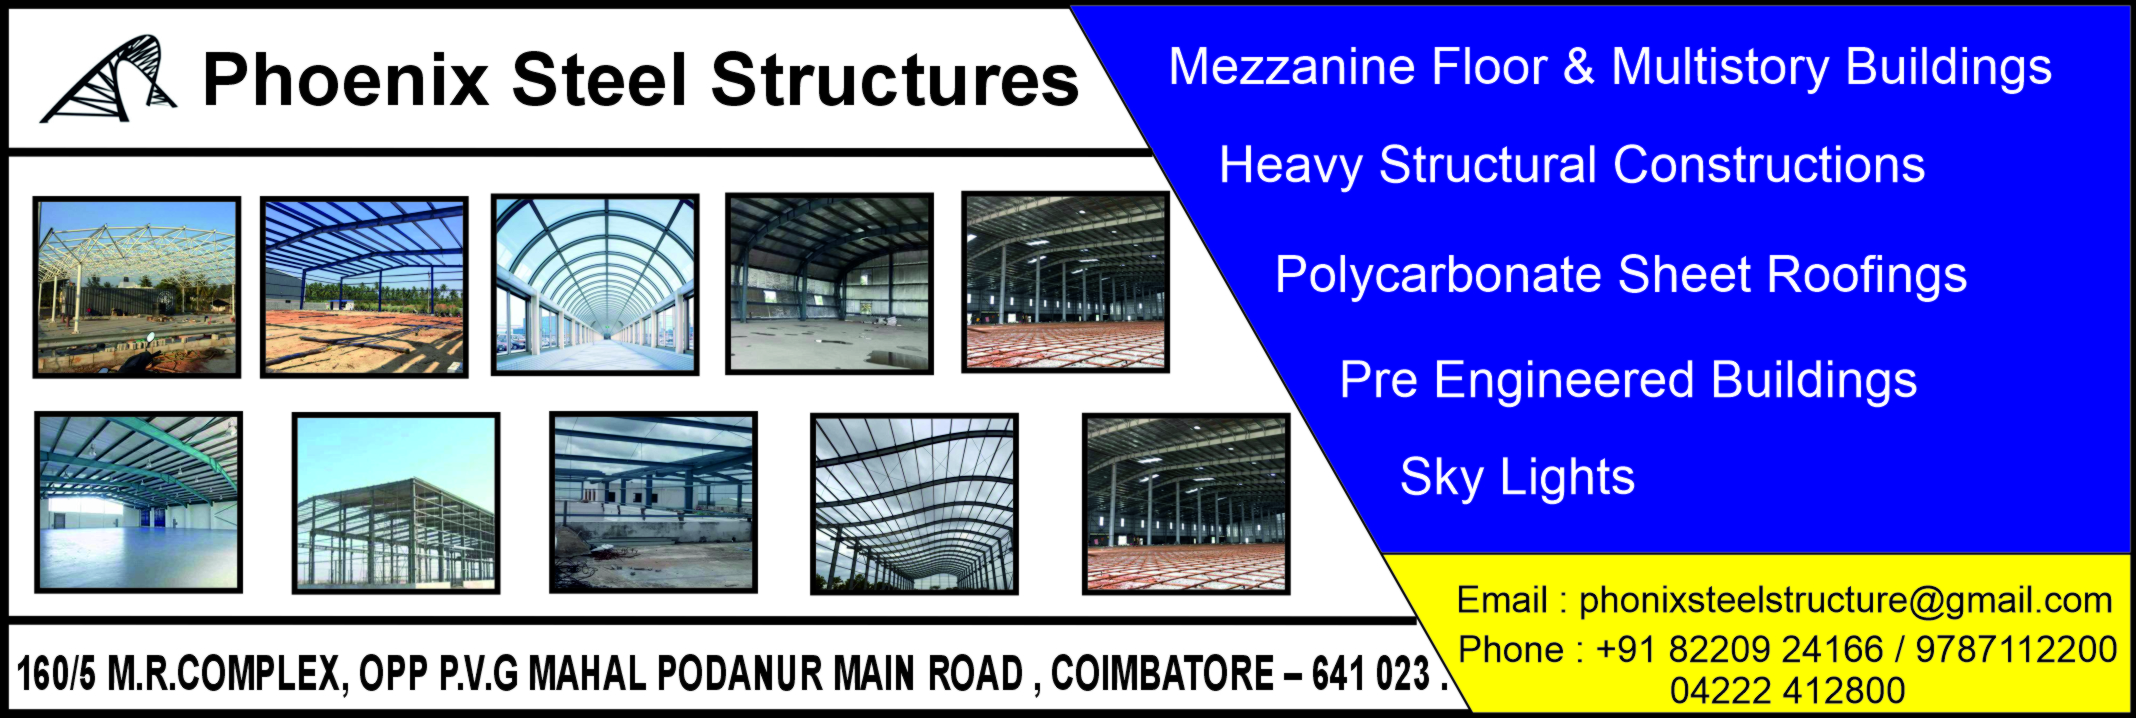 Phoenix Steel Structures
Mezzanine Floor & Multistory Buildings
Heavy Structural Constructions
Polycarbonate Sheet Roofings
Pre Engineered Buildings
Sky Lights
160/5 M.R.COMPLEX, OPP P.V.G MAHAL PODANUR MAIN ROAD , COIMBATORE – 641 023 .
Email : phonixsteelstructure@gmail.com
Phone : +91 82209 24166 / 9787112200
04222 412800